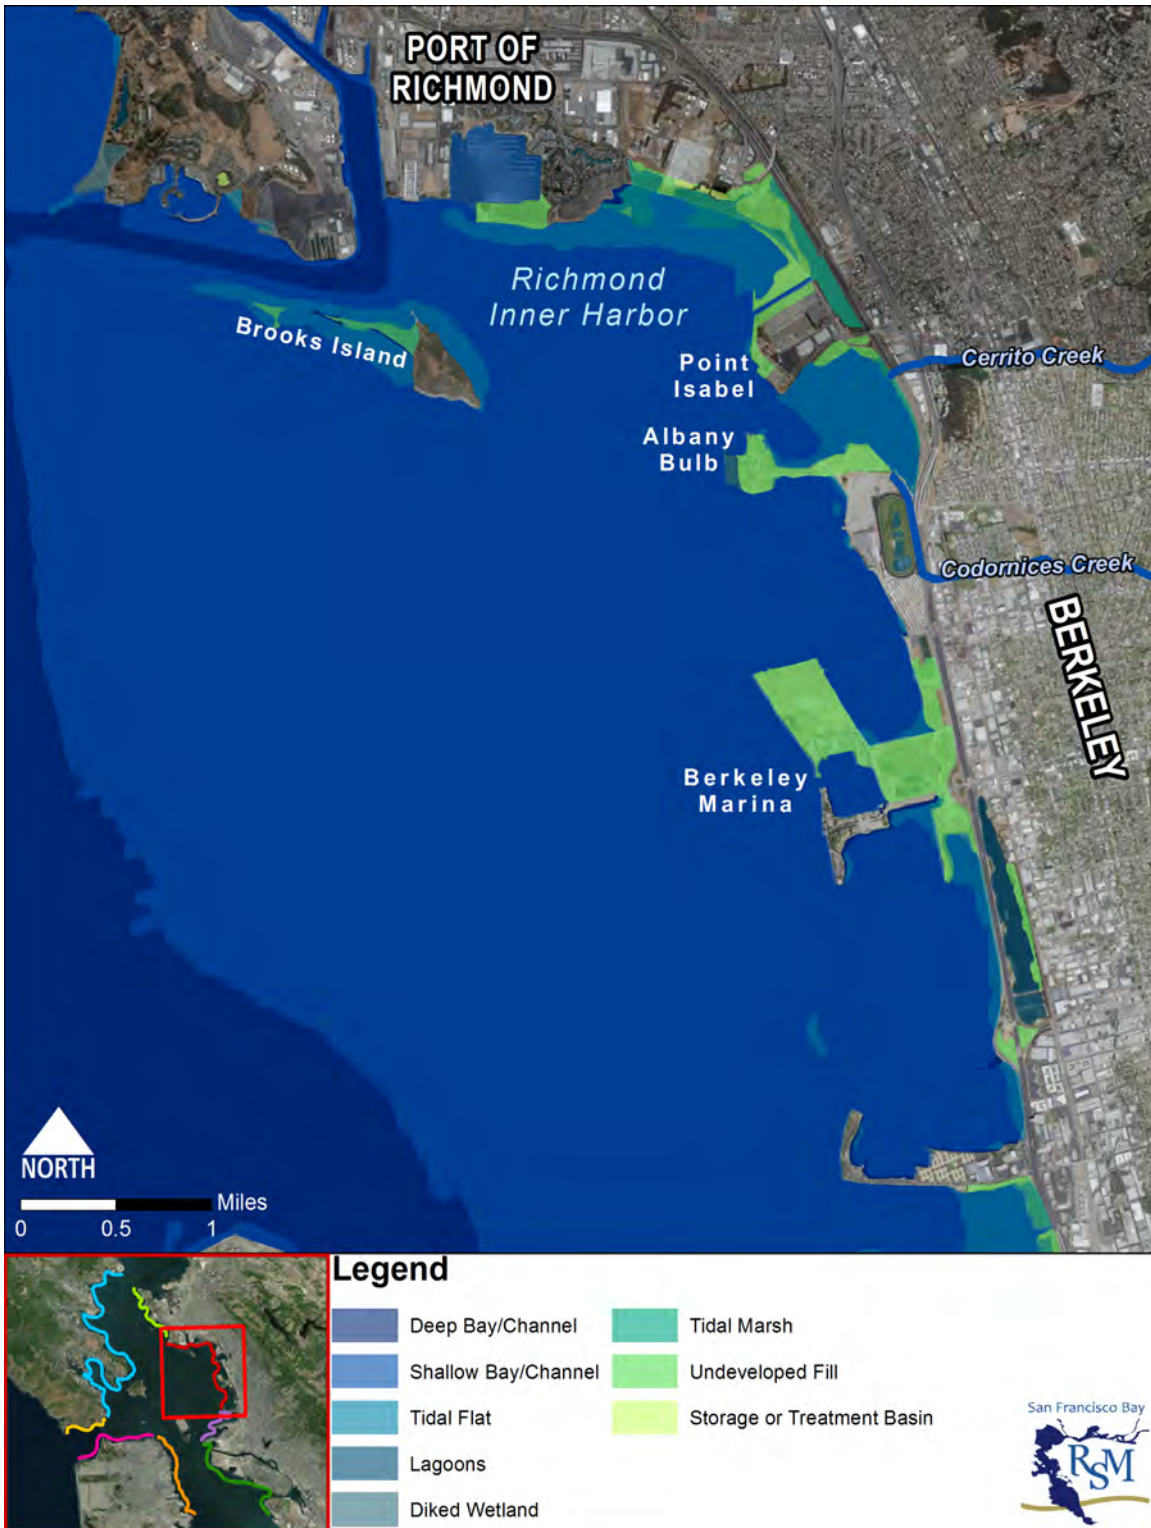 PORT OF
RICHMOND
Richmond
Inner Harbor
Brooks Island
Point
Isabel
Cerrito Creek
Albany
Bulb
Codornices Creek
BERKELEY
Berkeley
Marina
NORTH
Miles
0 0.5 1
Legend
Deep Bay/Channel
Shallow Bay/Channel
Tidal Flat
Lagoons
Diked Wetland
Tidal Marsh
Undeveloped Fill
Storage or Treatment Basin
San Francisco Bay
RSM